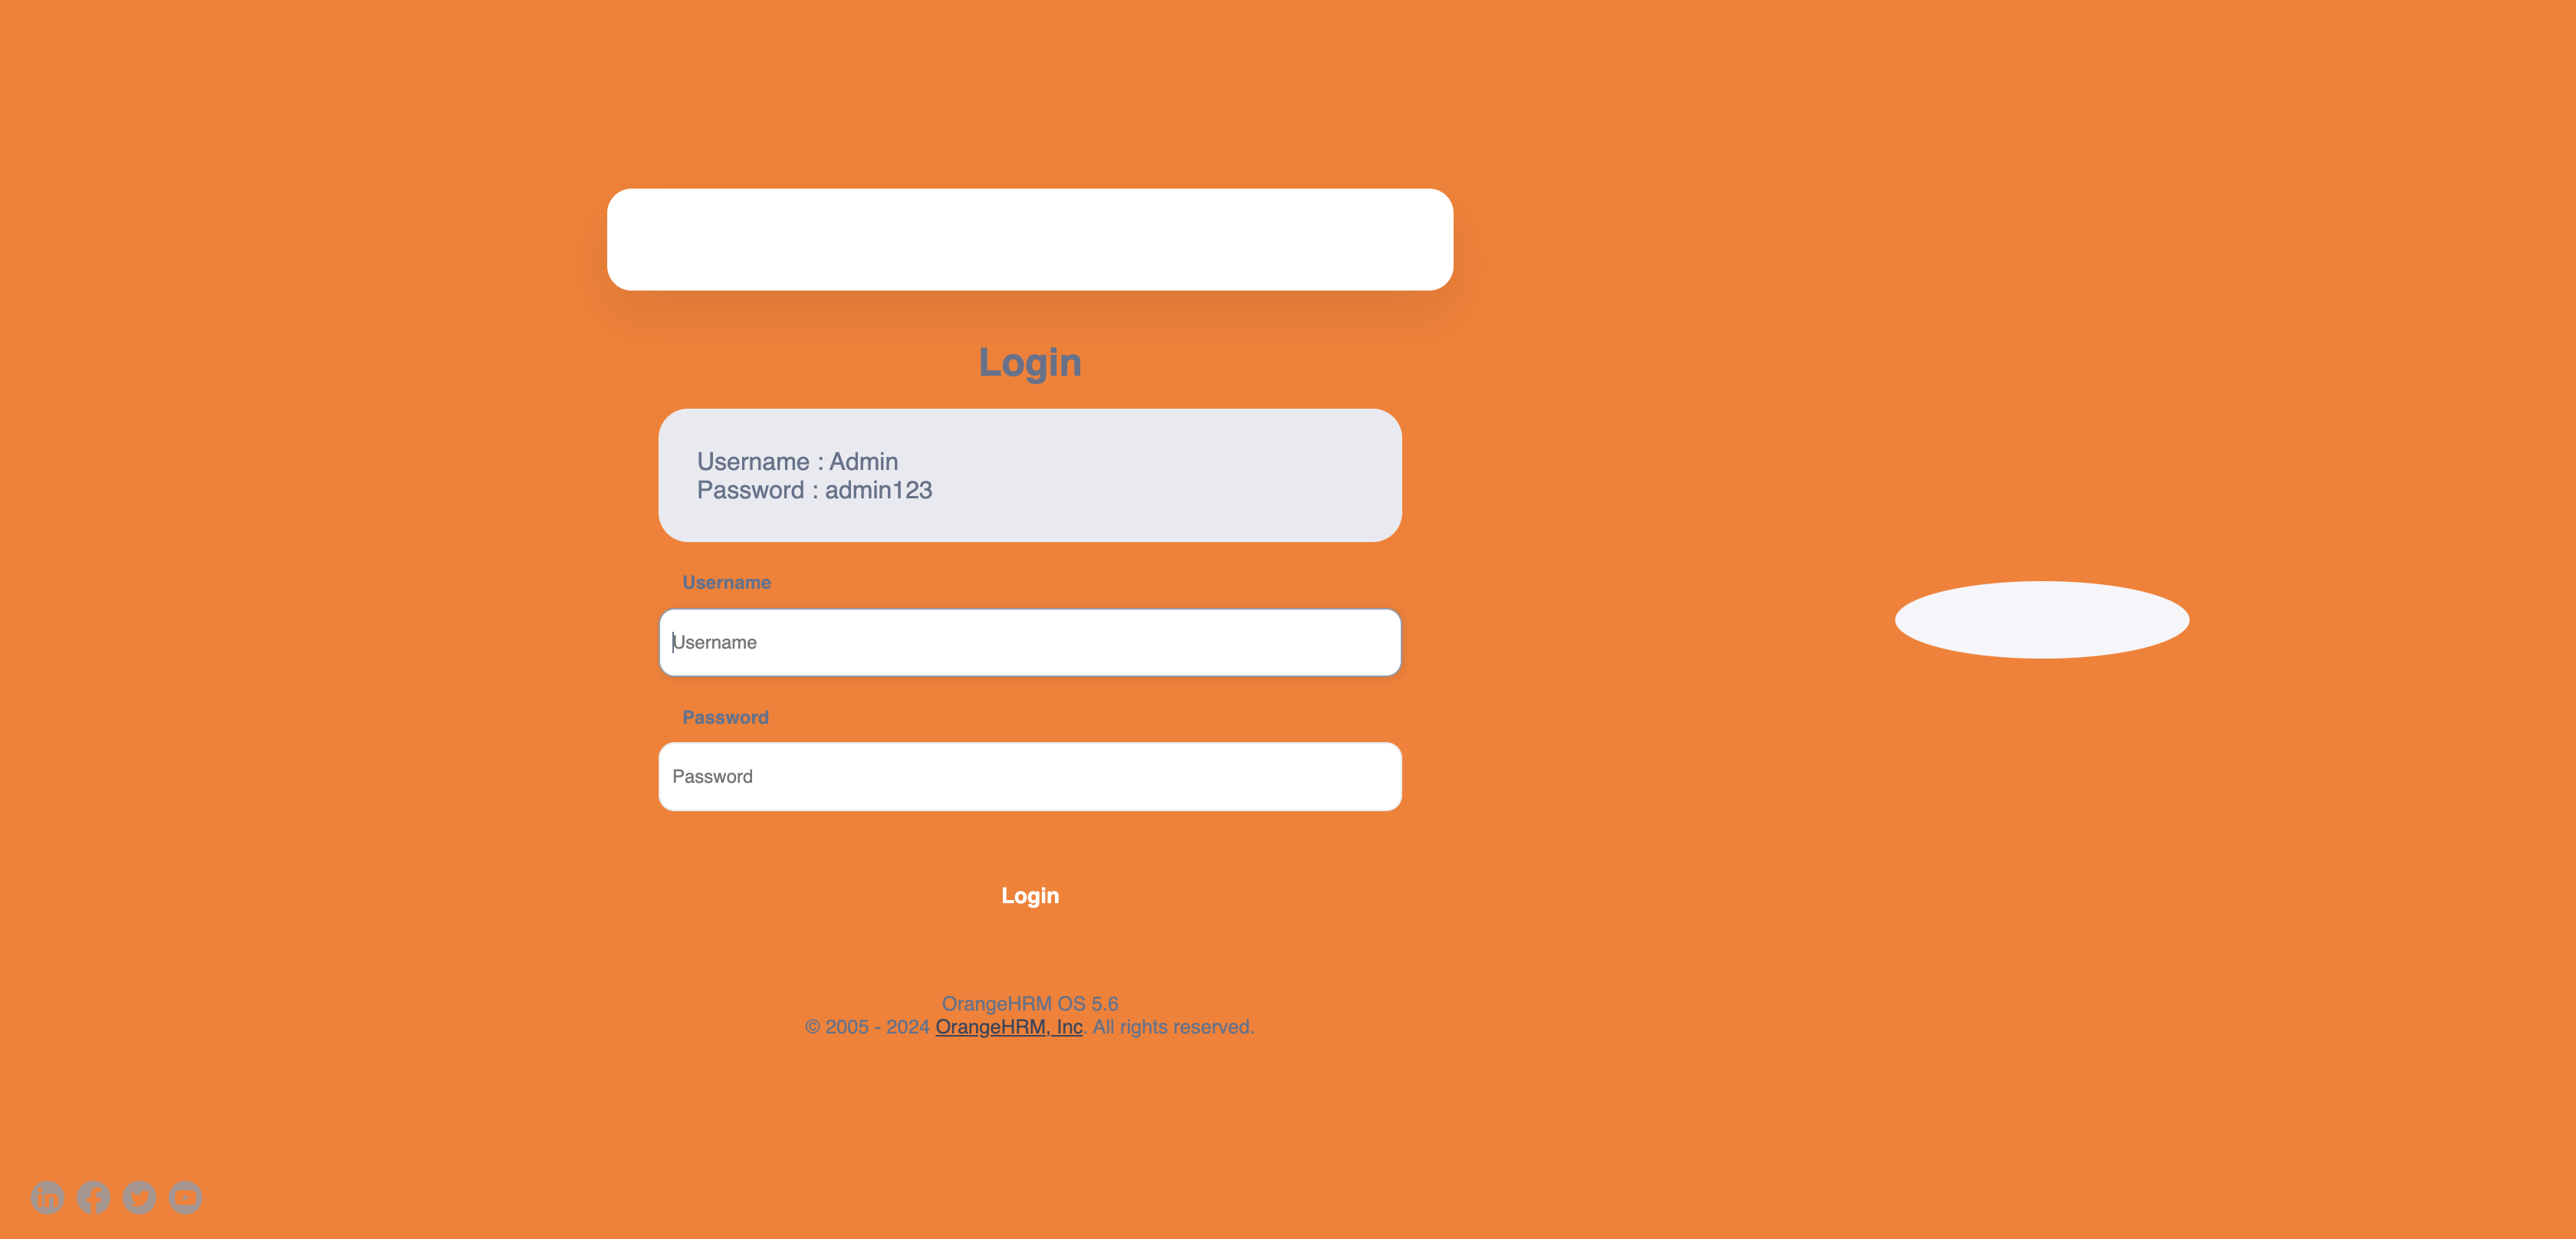 Login
Username : Admin
Password : admin123
Username
Username
Password
Password
Login
OrangeHRM OS 5.6
© 2005 - 2024 OrangeHRM, Inc. All rights reserved.